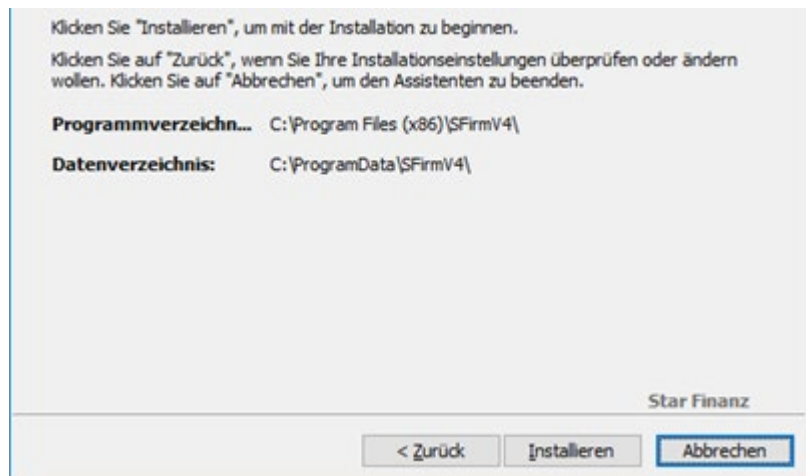 Klicken Sie "Installieren", um mit der Installation zu beginnen.
Klicken Sie auf "Zurück", wenn Sie Ihre Installationseinstellungen überprüfen oder ändern
wollen. Klicken Sie auf "Abbrechen", um den Assistenten zu beenden.
Programmverzeichn... C:\Program Files (x86)\SFirmV4\
Datenverzeichnis: C:\ProgramData\SFirmV4\
Star Finanz
< Zurück Installieren Abbrechen